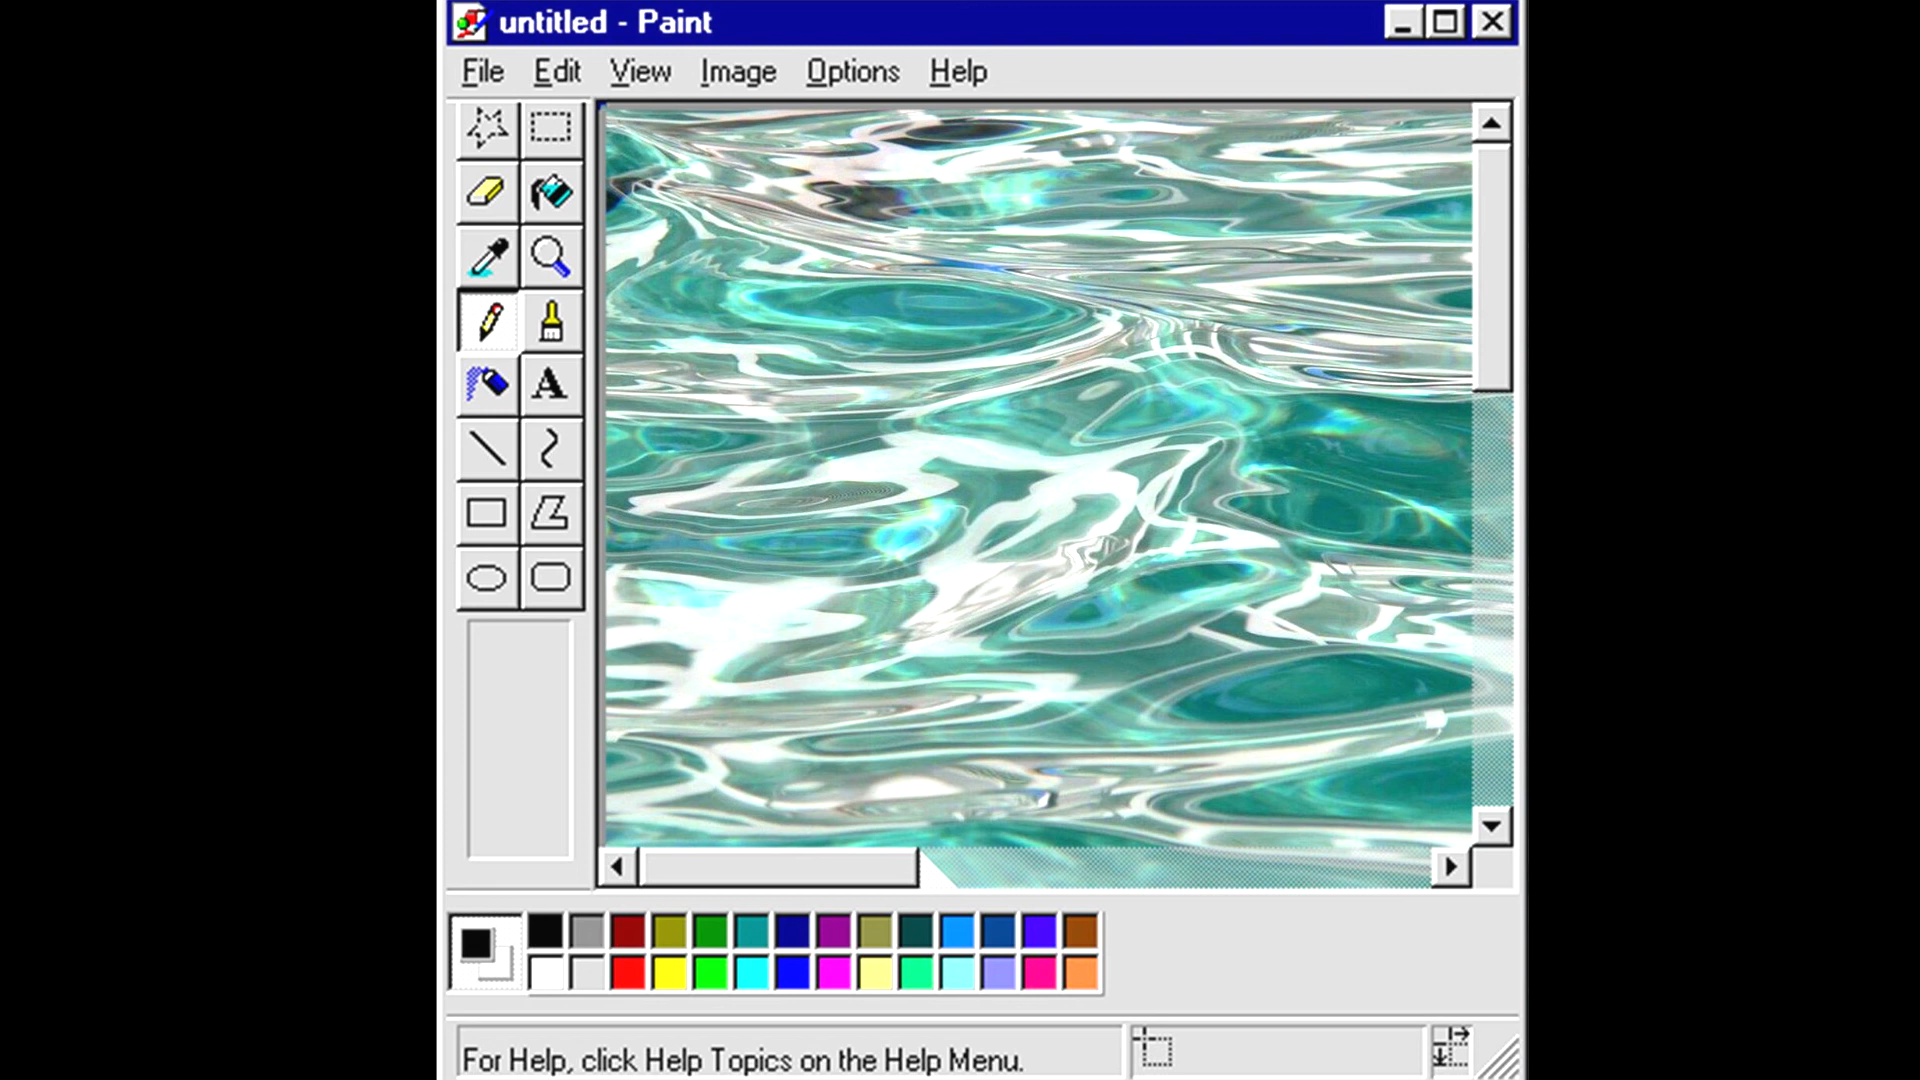 untitled - Paint
File Edit View Image Options Help
A
For Help, click Help Topics on the Help Menu.